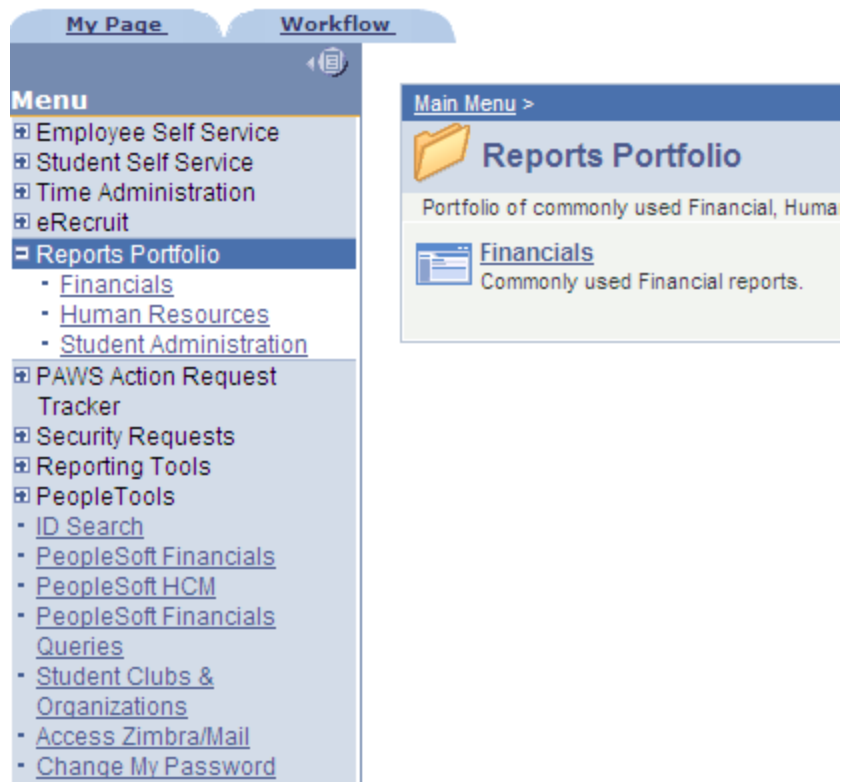 My Page
Workflow
Menu
Employee Self Service
Student Self Service
Time Administration
eRecruit
Reports Portfolio
Financials
Human Resources
Student Administration
PAWS Action Request
Tracker
Security Requests
Reporting Tools
PeopleTools
ID Search
PeopleSoft Financials
PeopleSoft HCM
PeopleSoft Financials
Queries
Student Clubs &
Organizations
Access Zimbra/Mail
Change My Password
Main Menu >
Reports Portfolio
Portfolio of commonly used Financial, Huma
Financials
Commonly used Financial reports.